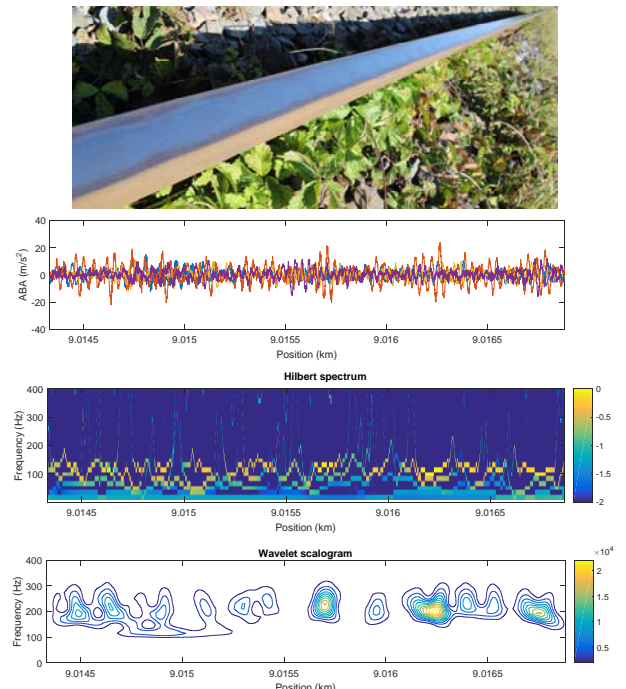 40
20
0
-20
-40
ABA (m/s²)
9.0145 9.015 9.0155 9.016 9.0165
Position (km)
Hilbert spectrum
400
300
200
100
Frequency (Hz)
9.0145 9.015 9.0155 9.016 9.0165
Position (km)
0
-0.5
-1
-1.5
-2
Wavelet scalogram
400
300
200
100
0
Frequency (Hz)
9.0145 9.015 9.0155 9.016 9.0165
Position (km)
×10⁴
2
1.5
1
0.5